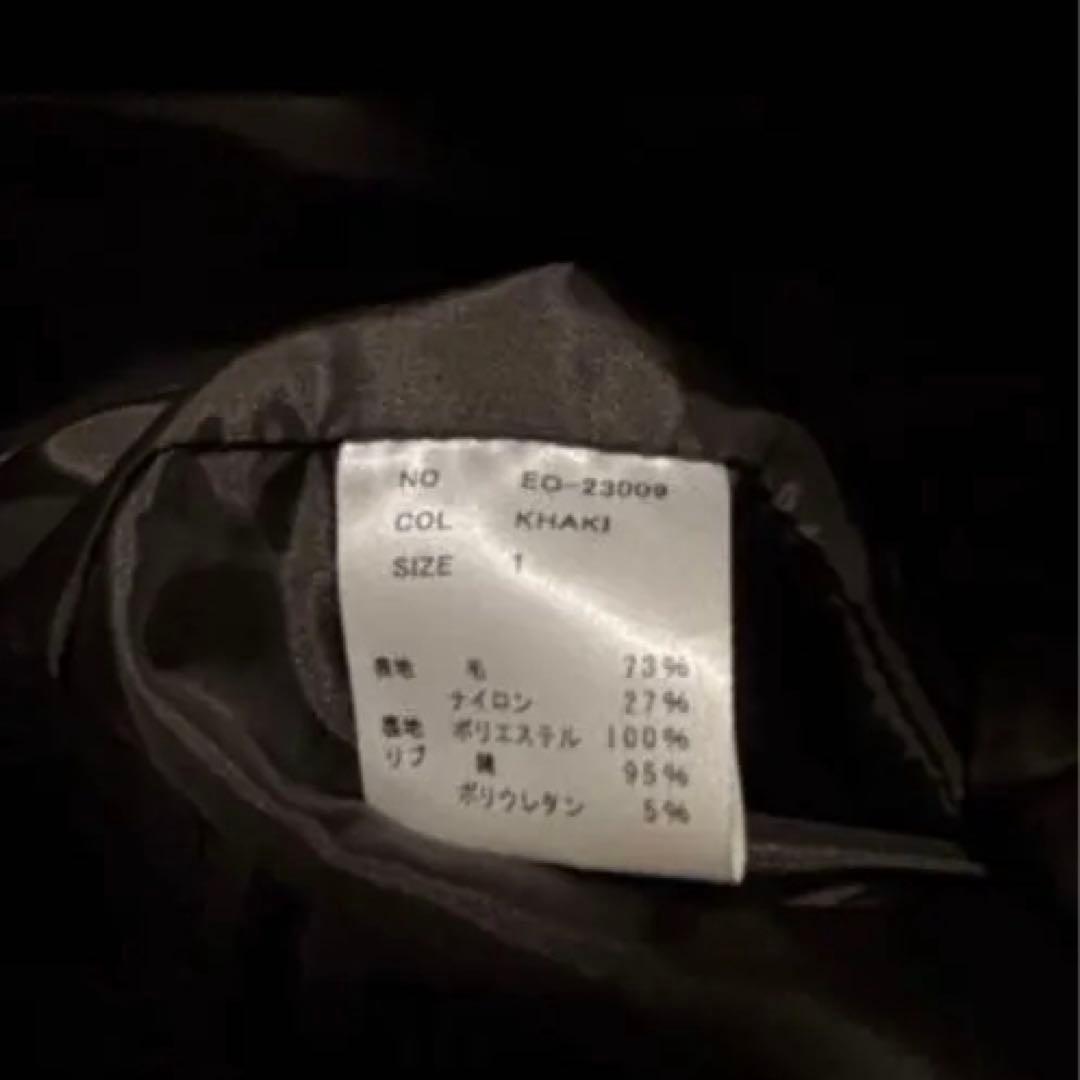 NO EO-23009
COL KHAKI
SIZE 1
表地 毛 73%
ナイロン 27%
裏地 ポリエステル 100%
リブ 綿 95%
ポリウレタン 5%